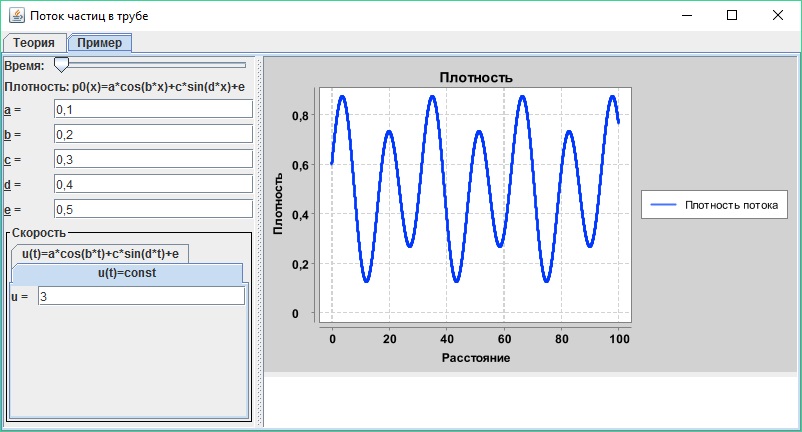 Поток частиц в трубе
Теория Пример
Время:
Плотность: p0(x)=a*cos(b*x)+c*sin(d*x)+e
a = 0,1
b = 0,2
c = 0,3
d = 0,4
e = 0,5
Скорость
u(t)=a*cos(b*t)+c*sin(d*t)+e
u(t)=const
u = 3
Плотность
Плотность
0,8
0,6
0,4
0,2
0
0 20 40 60 80 100
Расстояние
Плотность потока